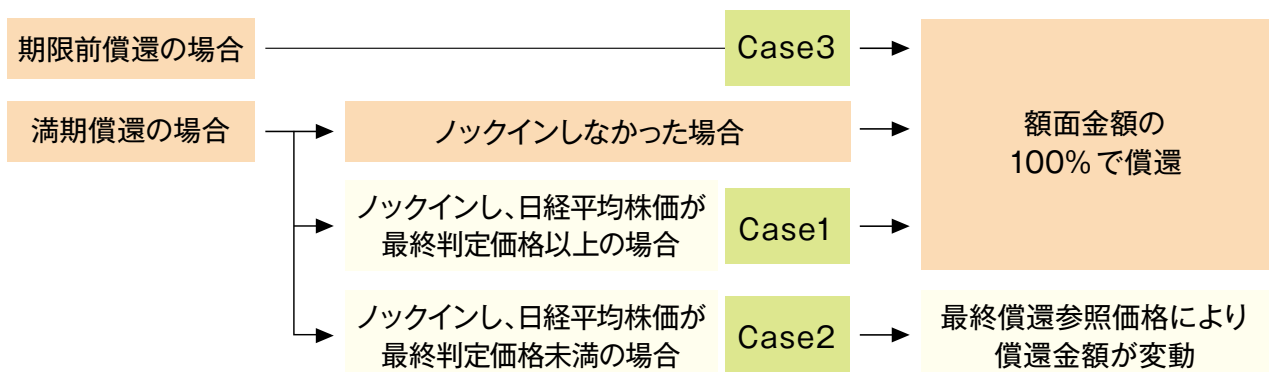 期限前償還の場合
Case3
額面金額の
100%で償還
満期償還の場合
ノックインしなかった場合
ノックインし、日経平均株価が
最終判定価格以上の場合
Case1
ノックインし、日経平均株価が
最終判定価格未満の場合
Case2
最終償還参照価格により
償還金額が変動